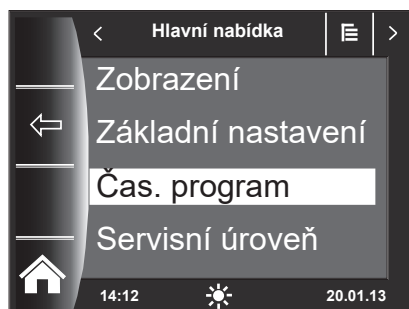 Hlavní nabídka
Zobrazení
Základní nastavení
Čas. program
Servisní úroveň
14:12 20.01.13